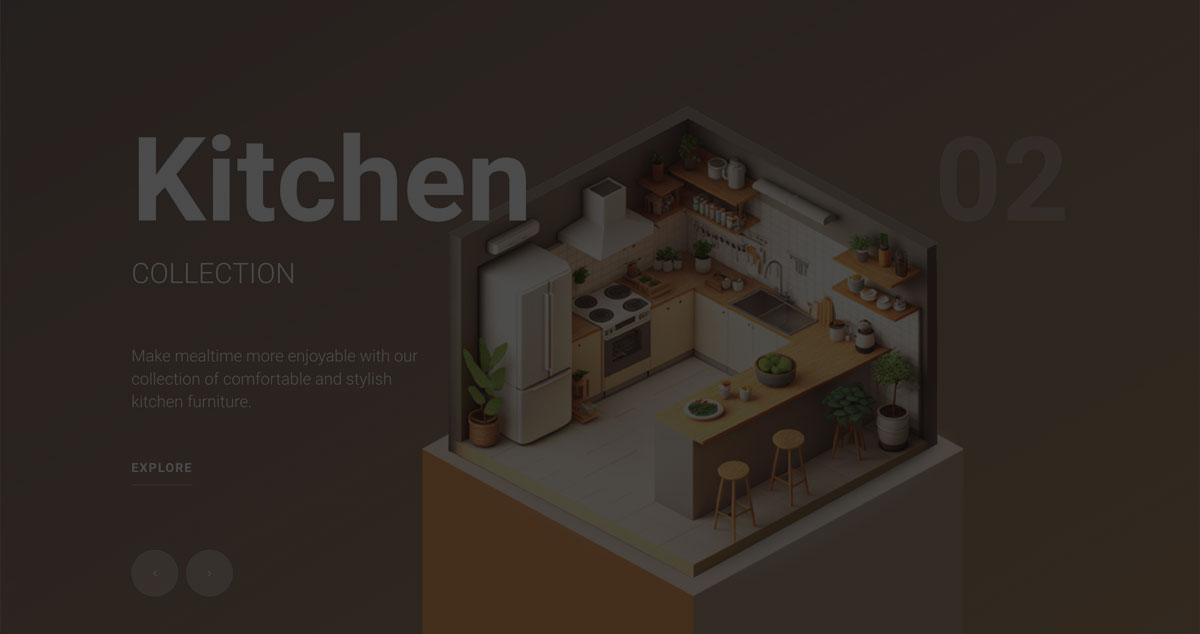 Kitchen
02
COLLECTION
Make mealtime more enjoyable with our
collection of comfortable and stylish
kitchen furniture.
EXPLORE